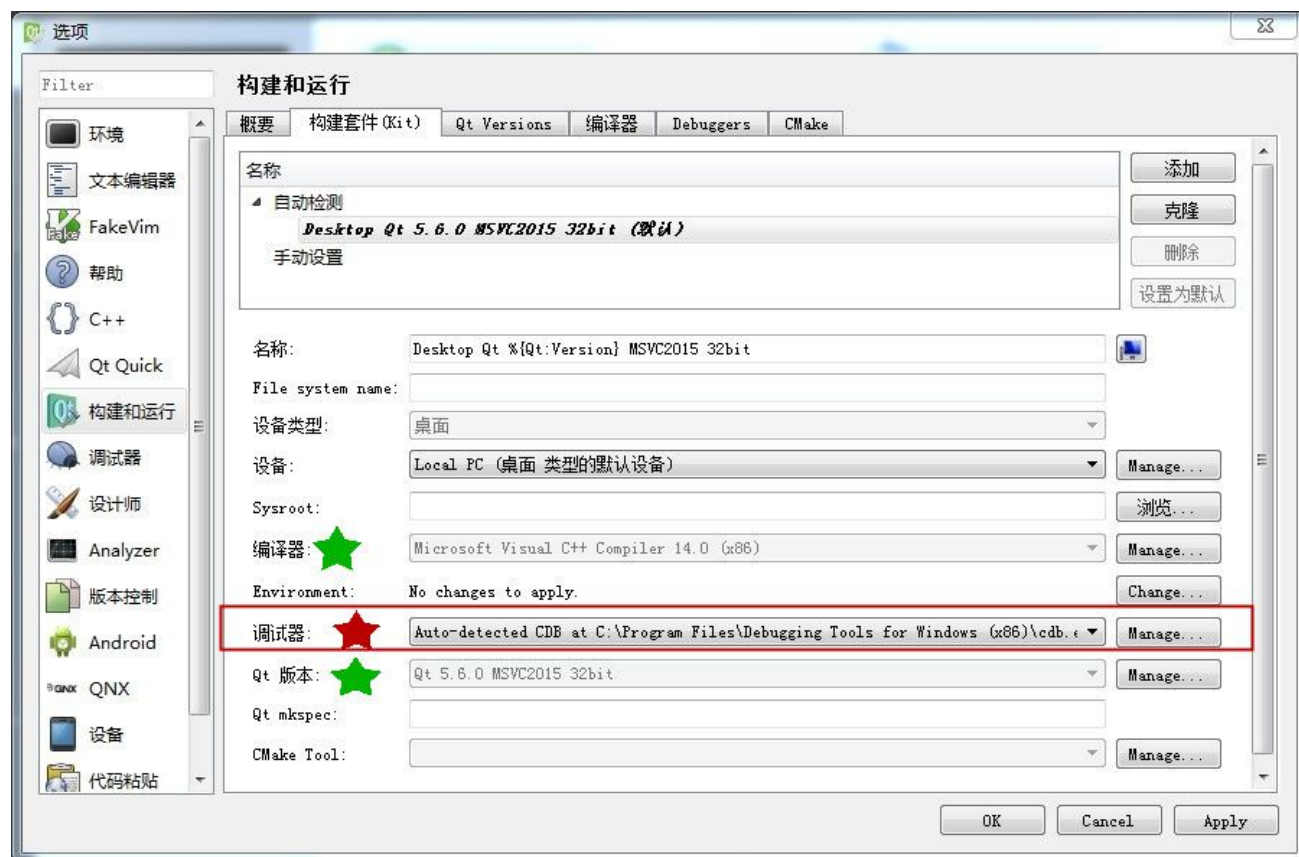 选项
Filter
环境
文本编辑器
FakeVim
帮助
C++
Qt Quick
构建和运行
调试器
设计师
Analyzer
版本控制
Android
QNX
设备
代码粘贴
构建和运行
概要 构建套件(Kit) Qt Versions 编译器 Debuggers CMake
名称
自动检测
Desktop Qt 5.6.0 MSVC2015 32bit (默认)
手动设置
添加
克隆
删除
设置为默认
名称: Desktop Qt %{Qt:Version} MSVC2015 32bit
File system name:
设备类型: 桌面
设备: Local PC (桌面 类型的默认设备) Manage...
Sysroot: 浏览...
编译器: Microsoft Visual C++ Compiler 14.0 (x86) Manage...
Environment: No changes to apply. Change...
调试器: Auto-detected CDB at C:\Program Files\Debugging Tools for Windows (x86)\cdb. Manage...
Qt 版本: Qt 5.6.0 MSVC2015 32bit Manage...
Qt mkspec:
CMake Tool: Manage...
OK Cancel Apply